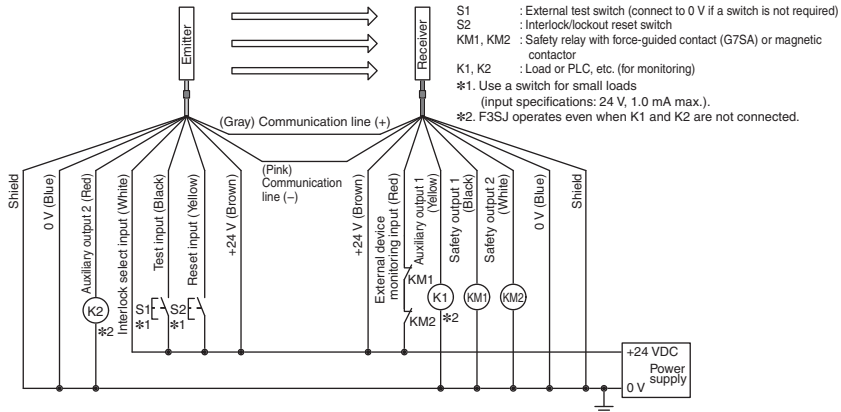 Emitter
Receiver
S1 : External test switch (connect to 0 V if a switch is not required)
S2 : Interlock/lockout reset switch
KM1, KM2 : Safety relay with force-guided contact (G7SA) or magnetic
contactor
K1, K2 : Load or PLC, etc. (for monitoring)
✻1. Use a switch for small loads
(input specifications: 24 V, 1.0 mA max.).
✻2. F3SJ operates even when K1 and K2 are not connected.
(Gray) Communication line (+)
(Pink)
Communication
line (−)
Shield
0 V (Blue)
Auxiliary output 2 (Red)
Interlock select input (White)
Test input (Black)
Reset input (Yellow)
+24 V (Brown)
+24 V (Brown)
External device
monitoring input (Red)
Auxiliary output 1
(Yellow)
Safety output 1
(Black)
Safety output 2
(White)
0 V (Blue)
Shield
K2
✻2
S1
✻1
S2
✻1
KM1
KM2
K1
✻2
KM1
KM2
+24 VDC
Power
supply
0 V